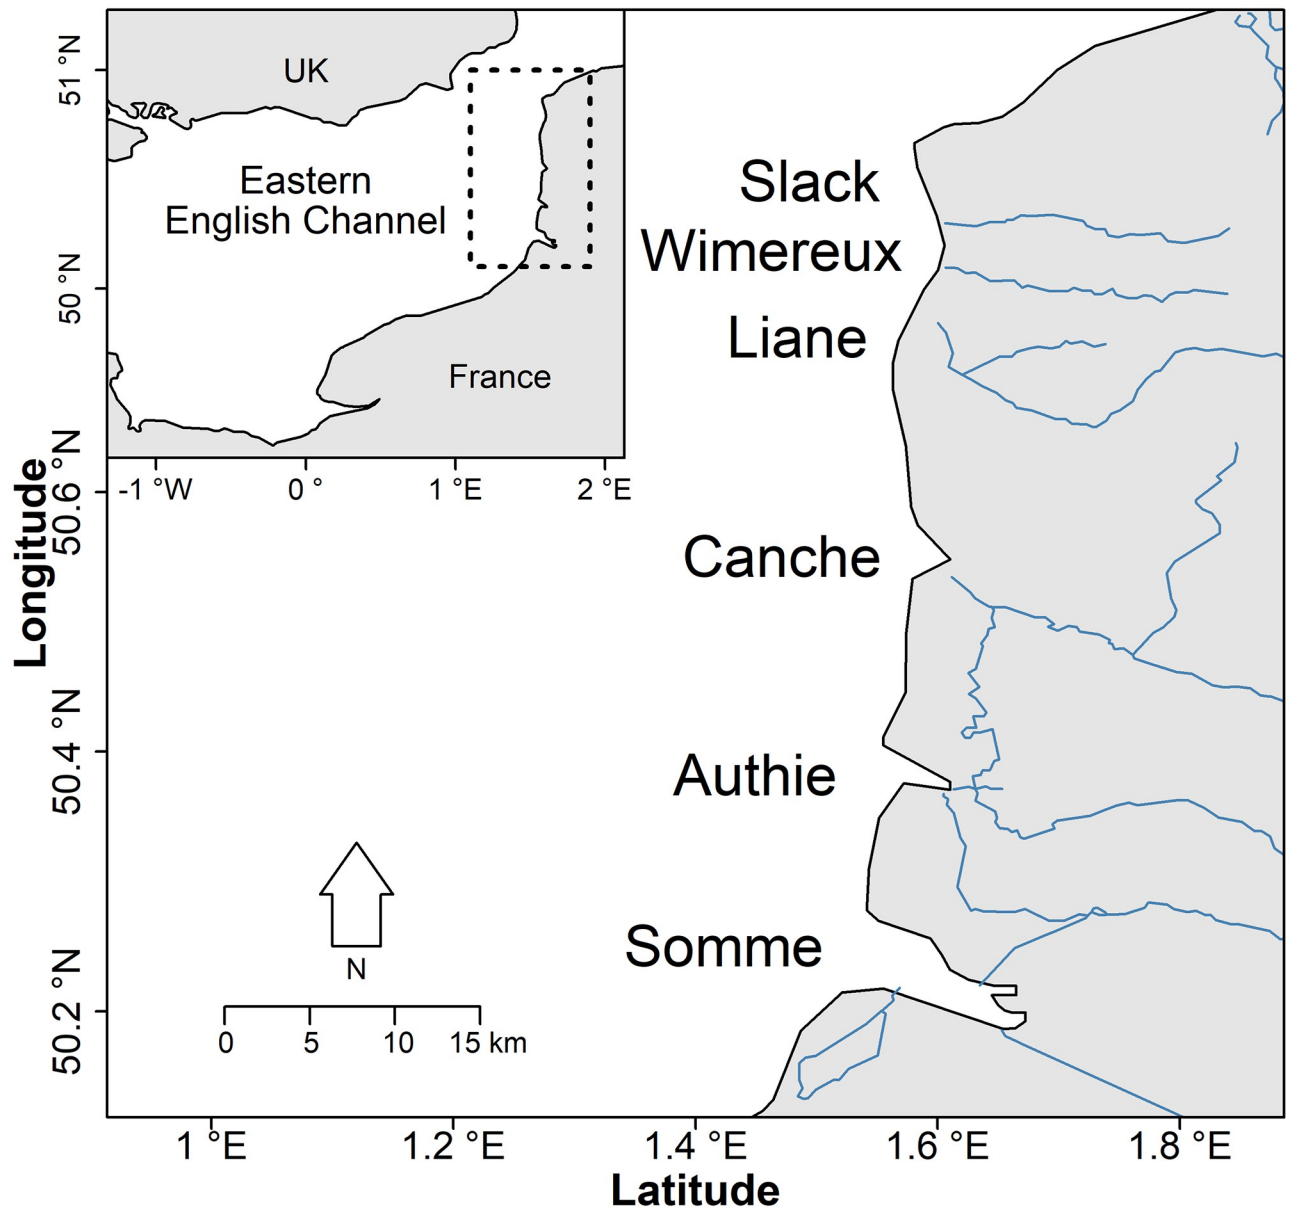 51 °N
UK
Eastern
English Channel
50 °N
France
-1 °W
0 °
1 °E
2 °E
Slack
Wimereux
Liane
Canche
Authie
Somme
Longitude
50.6 °N
50.4 °N
50.2 °N
N
0
5
10
15 km
1 °E
1.2 °E
1.4 °E
1.6 °E
1.8 °E
Latitude